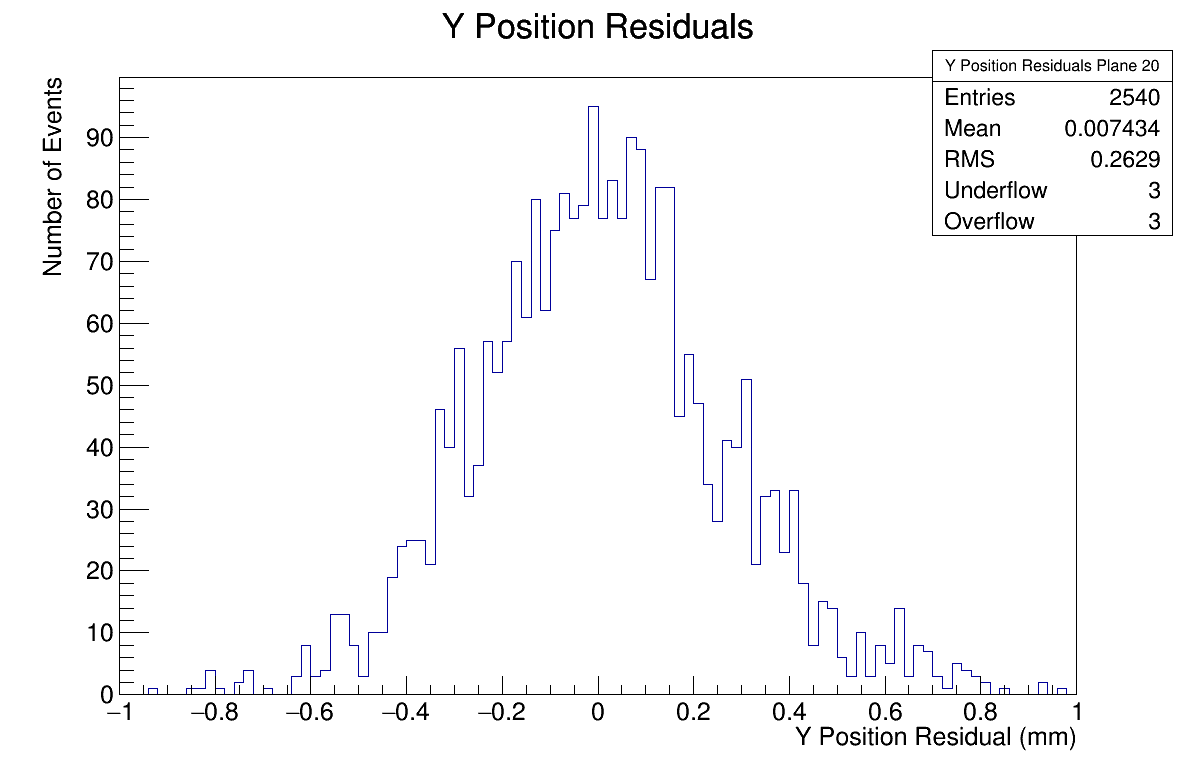 Y Position Residuals
Y Position Residuals Plane 20
Entries 2540
Mean 0.007434
RMS 0.2629
Underflow 3
Overflow 3
Number of Events
90
80
70
60
50
40
30
20
10
0
−1 −0.8 −0.6 −0.4 −0.2 0 0.2 0.4 0.6 0.8 1
Y Position Residual (mm)